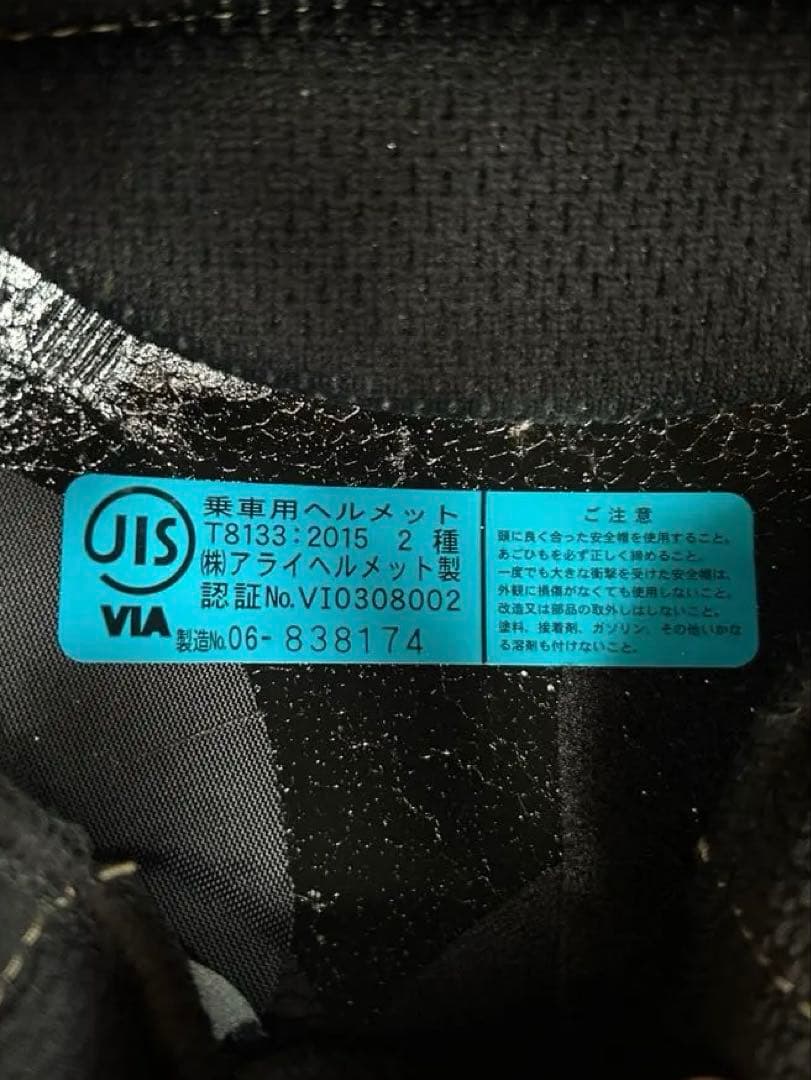 JIS
VIA
乗車用ヘルメット
T8133:2015 2種
(株)アライヘルメット製
認証No.VI0308002
製造No.06-838174
ご注意
頭に良く合った安全帽を使用すること。
あごひもを必ず正しく締めること。
一度でも大きな衝撃を受けた安全帽は、
外観に損傷がなくても使用しないこと。
改造又は部品の取外しはしないこと。
塗料、接着剤、ガソリン、その他いかな
る溶剤も付けないこと。